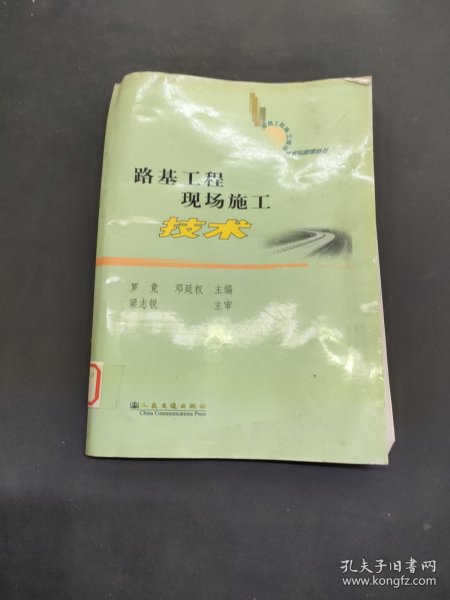 路基工程
现场施工
技术
罗竟 邓廷权 主编
梁志锐 主审
人民交通出版社
China Communications Press
孔夫子旧书网
www.kongfz.com